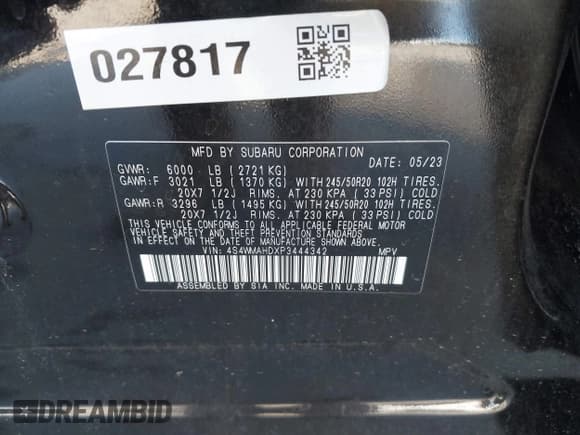 027817
MFD BY SUBARU CORPORATION
GVWR: 6000 LB ( 2721 KG) DATE: 05/23
GAWR:F 3021 LB ( 1370 KG) WITH 245/50R20 102H TIRES.
20X7 1/2J RIMS. AT 230 KPA ( 33 PSI) COLD
GAWR:R 3296 LB ( 1495 KG) WITH 245/50R20 102H TIRES.
20X7 1/2J RIMS. AT 230 KPA ( 33 PSI) COLD
THIS VEHICLE CONFORMS TO ALL APPLICABLE FEDERAL MOTOR
VEHICLE SAFETY AND THEFT PREVENTION STANDARDS IN
EFFECT ON THE DATE OF MANUFACTURE SHOWN ABOVE.
VIN: 4S4WMAHDXP3444342 MPV
ASSEMBLED BY SIA INC. MADE IN U.S.A.
DREAMBID